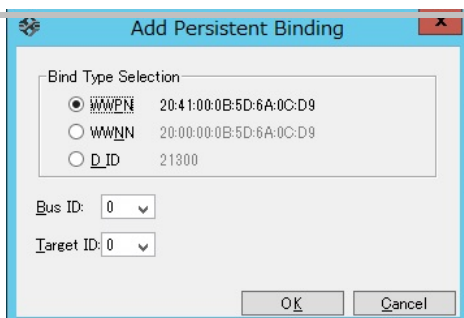 Add Persistent Binding
x
Bind Type Selection
WWPN 20:41:00:0B:5D:6A:0C:D9
WWNN 20:00:00:0B:5D:6A:0C:D9
D_ID 21300
Bus ID: 0
Target ID: 0
OK
Cancel